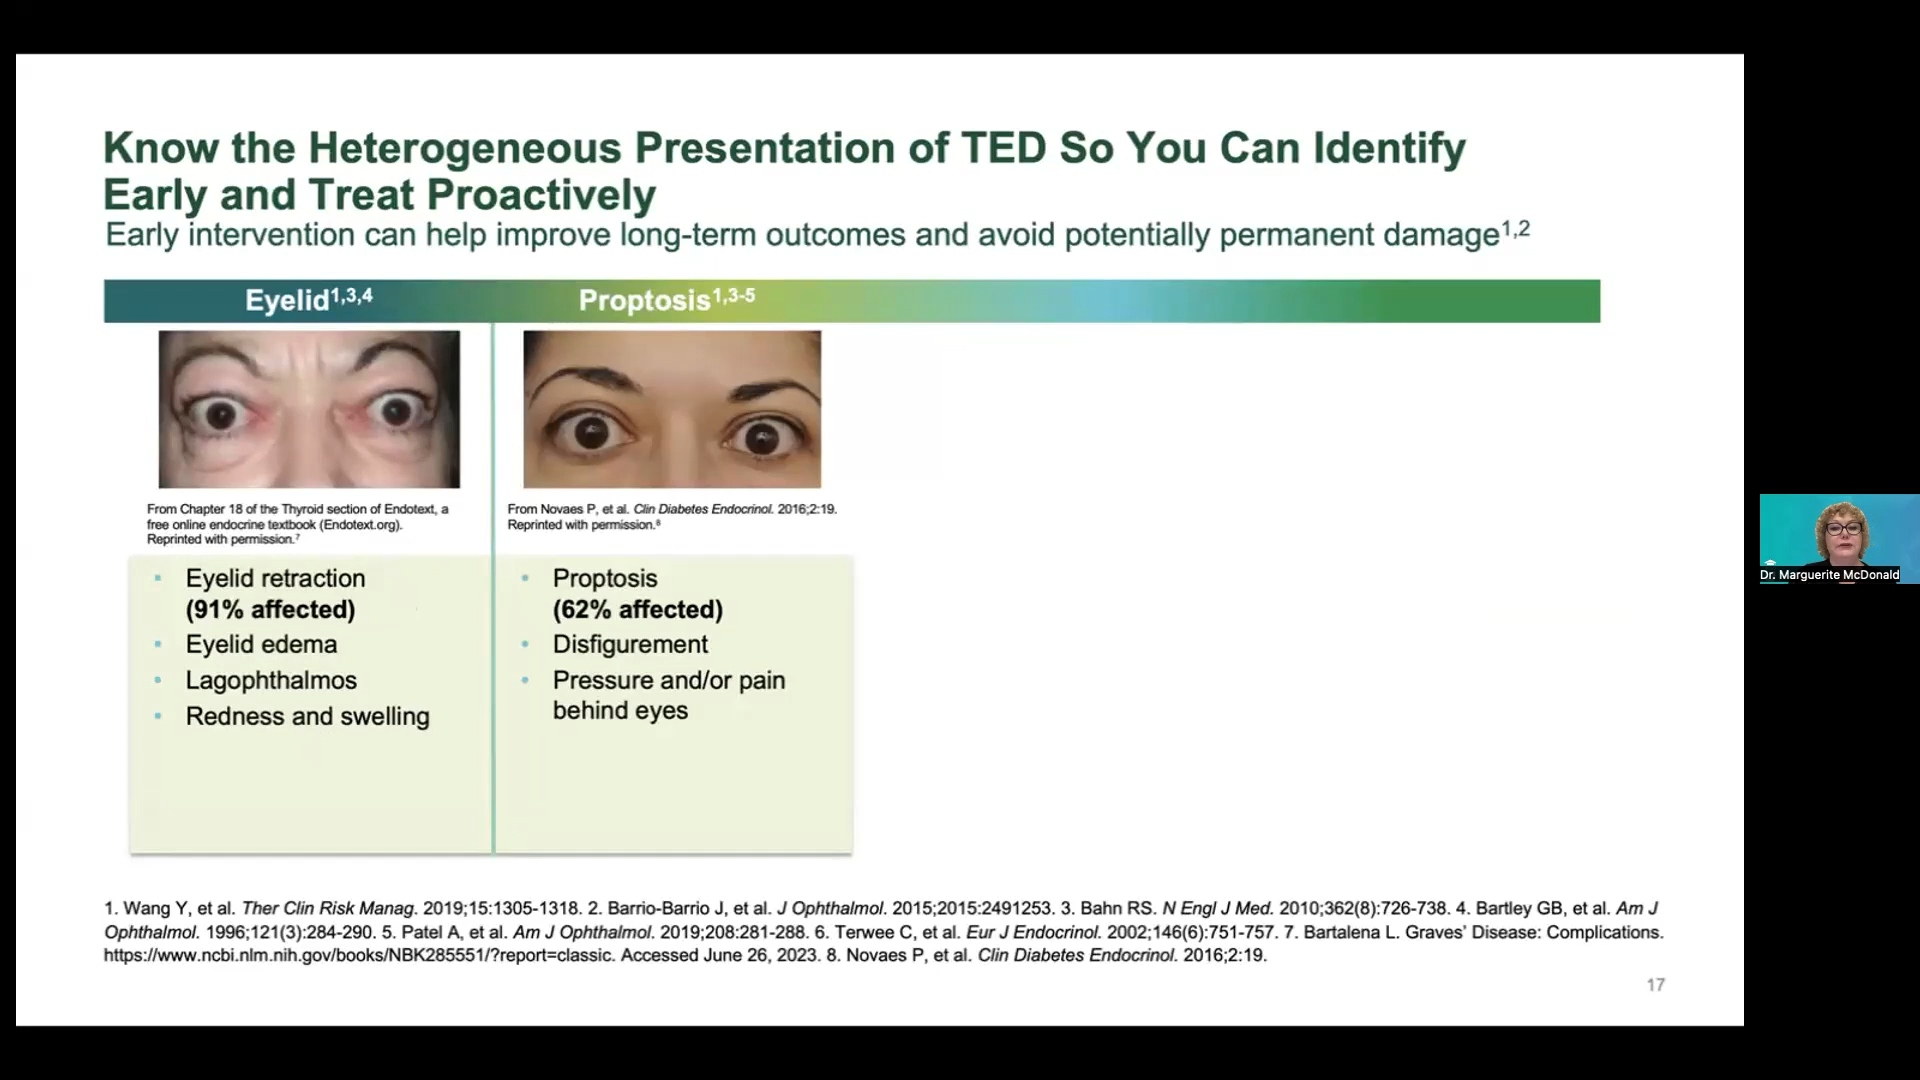 Know the Heterogeneous Presentation of TED So You Can Identify
Early and Treat Proactively
Early intervention can help improve long-term outcomes and avoid potentially permanent damage1,2
Eyelid1,3,4
Proptosis1,3-5
From Chapter 18 of the Thyroid section of Endotext, a
free online endocrine textbook (Endotext.org).
Reprinted with permission.7
From Novaes P, et al. Clin Diabetes Endocrinol. 2016;2:19.
Reprinted with permission.8
• Eyelid retraction
(91% affected)
• Eyelid edema
• Lagophthalmos
• Redness and swelling
• Proptosis
(62% affected)
• Disfigurement
• Pressure and/or pain
behind eyes
Dr. Marguerite McDonald
1. Wang Y, et al. Ther Clin Risk Manag. 2019;15:1305-1318. 2. Barrio-Barrio J, et al. J Ophthalmol. 2015;2015:2491253. 3. Bahn RS. N Engl J Med. 2010;362(8):726-738. 4. Bartley GB, et al. Am J
Ophthalmol. 1996;121(3):284-290. 5. Patel A, et al. Am J Ophthalmol. 2019;208:281-288. 6. Terwee C, et al. Eur J Endocrinol. 2002;146(6):751-757. 7. Bartalena L. Graves’ Disease: Complications.
https://www.ncbi.nlm.nih.gov/books/NBK285551/?report=classic. Accessed June 26, 2023. 8. Novaes P, et al. Clin Diabetes Endocrinol. 2016;2:19.
17